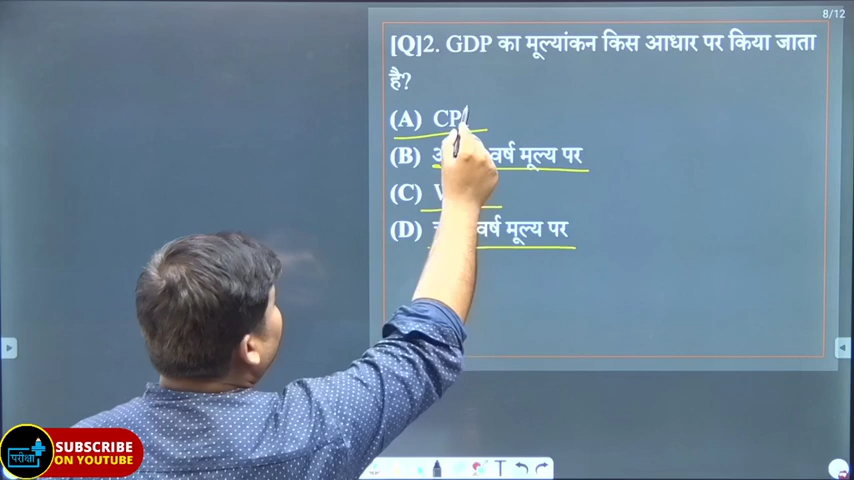 8/12
[Q]2. GDP का मूल्यांकन किस आधार पर किया जाता
है?
(A) CP
(B) वर्ष मूल्य पर
(C)
(D) वर्ष मूल्य पर
परीक्षा
SUBSCRIBE
ON YOUTUBE